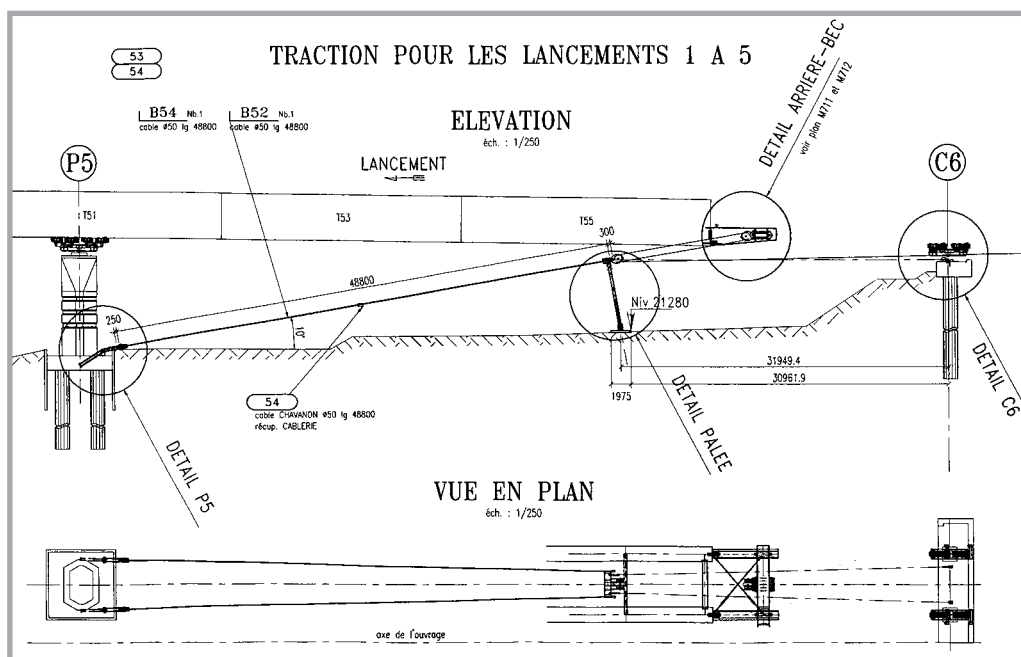 TRACTION POUR LES LANCEMENTS 1 A 5
53
54
B54 Nb.1
cable ø50 lg 48800
B52 Nb.1
cable ø50 lg 48800
ELEVATION
éch. : 1/250
LANCEMENT
DETAIL ARRIERE-BEC
voir plan M711 et M712
P5
C6
T51
T53
T55
300
48800
250
10°
Niv 21280
31949.4
30961.9
1975
54
cable CHAVANON ø50 lg 48800
récup. CABLERIE
DETAIL P5
DETAIL PALEE
DETAIL C6
VUE EN PLAN
éch. : 1/250
axe de l'ouvrage